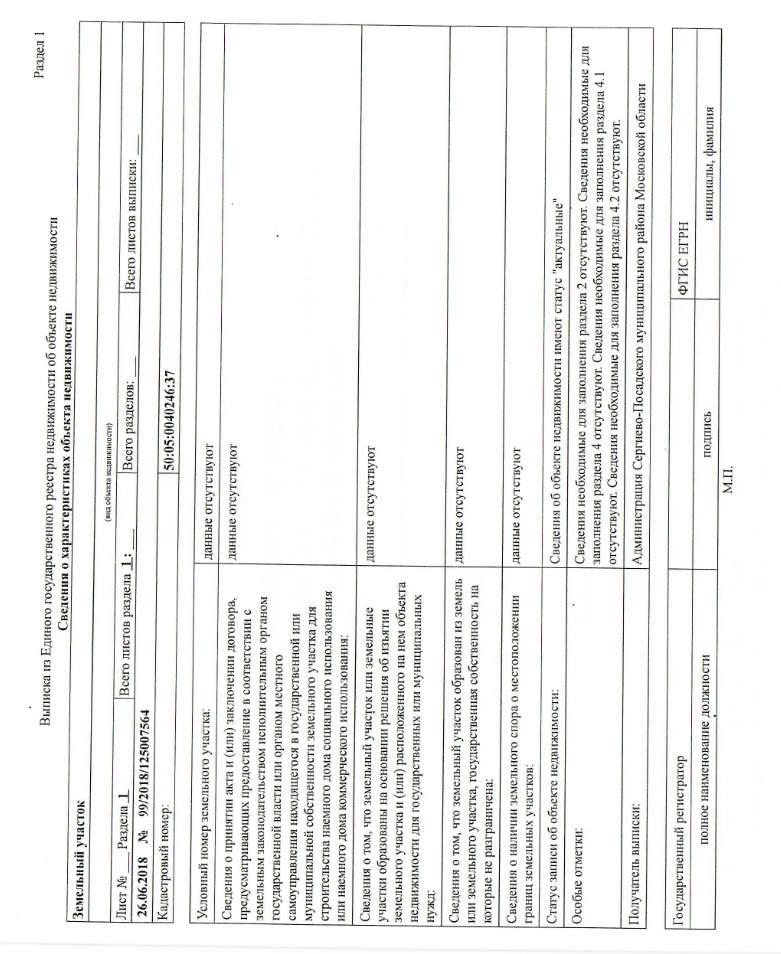 Раздел 1
Выписка из Единого государственного реестра недвижимости об объекте недвижимости
Сведения о характеристиках объекта недвижимости
Земельный участок
(вид объекта недвижимости)
Лист № ___ Раздела 1 Всего листов раздела 1 : ___ Всего разделов: ___ Всего листов выписки: ___
26.06.2018 № 99/2018/125007564
Кадастровый номер: 50:05:0040246:37
Условный номер земельного участка: данные отсутствуют
Сведения о принятии акта и (или) заключении договора, данные отсутствуют
предусматривающих предоставление в соответствии с
земельным законодательством исполнительным органом
государственной власти или органом местного
самоуправления находящегося в государственной или
муниципальной собственности земельного участка для
строительства наемного дома социального использования
или наемного дома коммерческого использования:
Сведения о том, что земельный участок или земельные данные отсутствуют
участки образованы на основании решения об изъятии
земельного участка и (или) расположенного на нем объекта
недвижимости для государственных или муниципальных
нужд:
Сведения о том, что земельный участок образован из земель данные отсутствуют
или земельного участка, государственная собственность на
которые не разграничена:
Сведения о наличии земельного спора о местоположении данные отсутствуют
границ земельных участков:
Статус записи об объекте недвижимости: Сведения об объекте недвижимости имеют статус "актуальные"
Особые отметки: Сведения необходимые для заполнения раздела 2 отсутствуют. Сведения необходимые для
заполнения раздела 4 отсутствуют. Сведения необходимые для заполнения раздела 4.1
отсутствуют. Сведения необходимые для заполнения раздела 4.2 отсутствуют.
Получатель выписки: Администрация Сергиево-Посадского муниципального района Московской области
Государственный регистратор ФГИС ЕГРН
полное наименование должности подпись инициалы, фамилия
М.П.